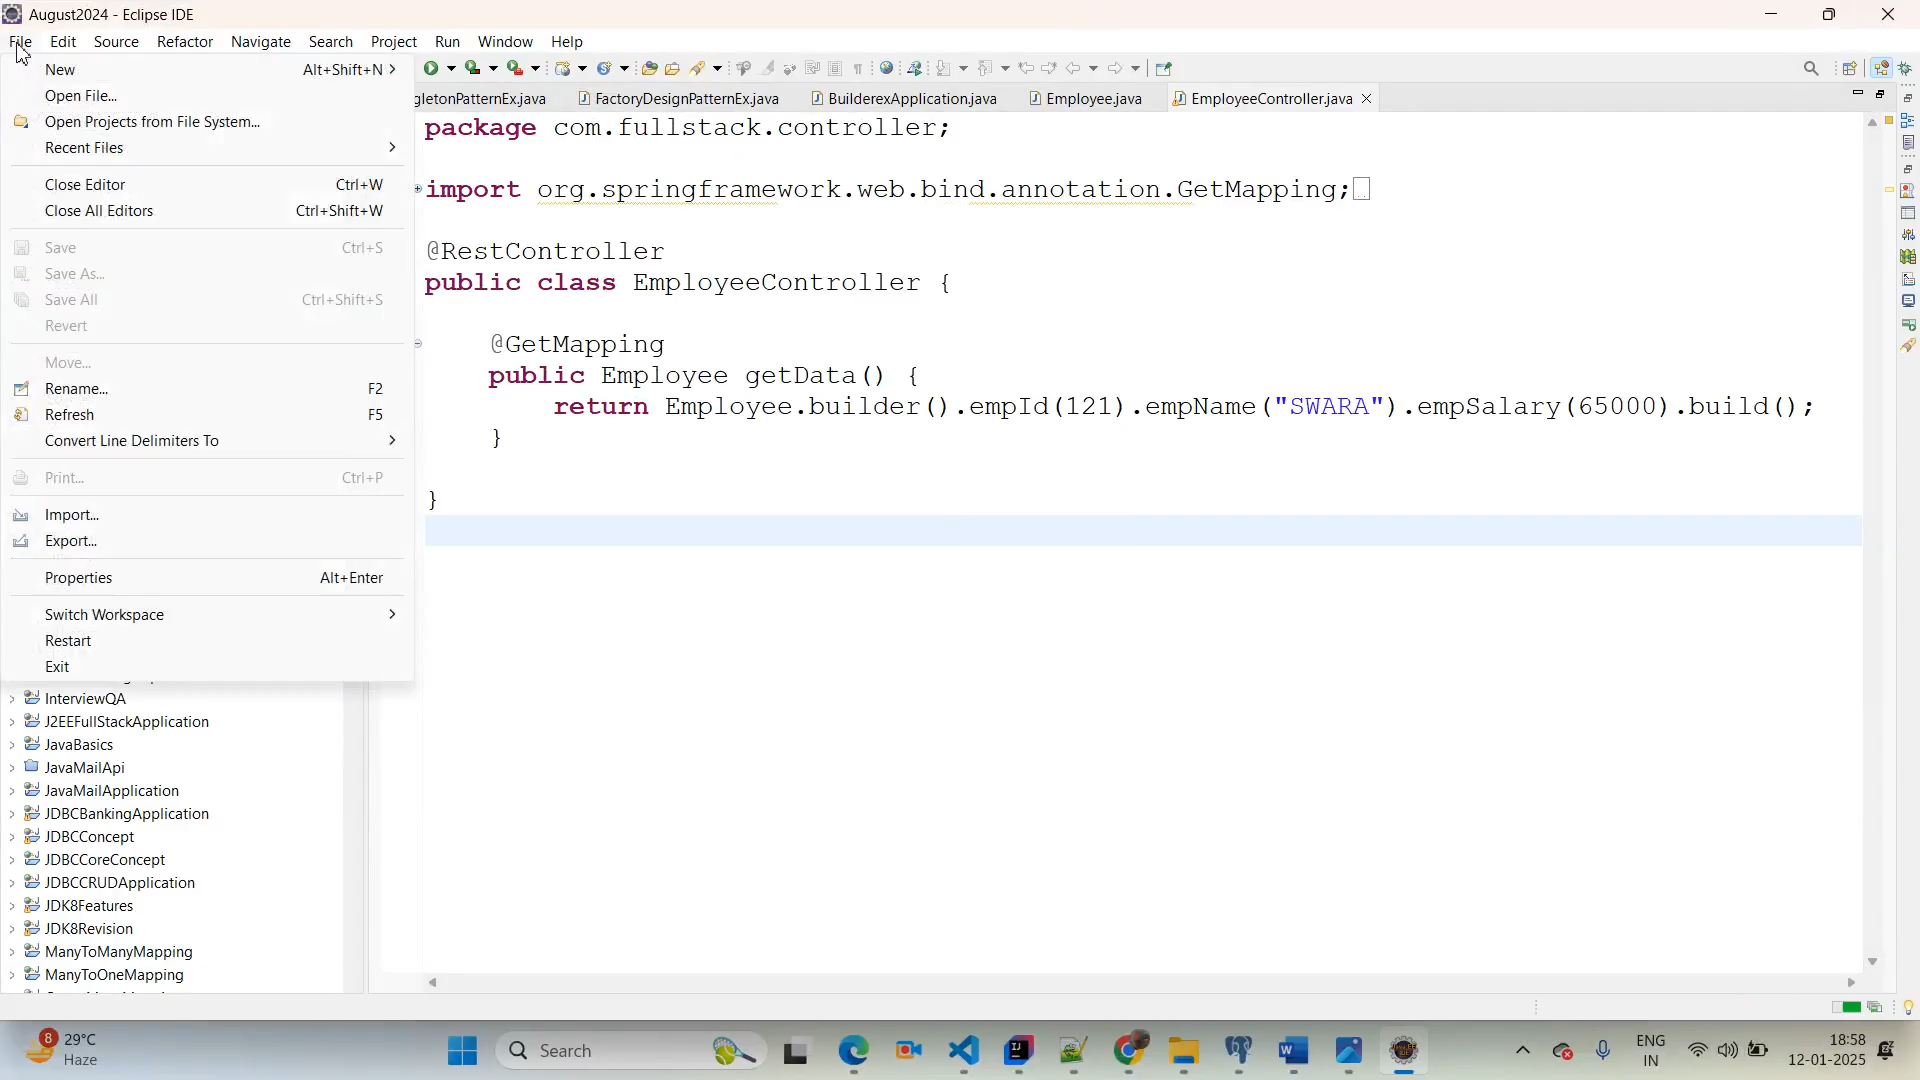 August2024 - Eclipse IDE
File Edit Source Refactor Navigate Search Project Run Window Help
New Alt+Shift+N
Open File...
Open Projects from File System...
Recent Files
Close Editor Ctrl+W
Close All Editors Ctrl+Shift+W
Save Ctrl+S
Save As...
Save All Ctrl+Shift+S
Revert
Move...
Rename... F2
Refresh F5
Convert Line Delimiters To
Print... Ctrl+P
Import...
Export...
Properties Alt+Enter
Switch Workspace
Restart
Exit
InterviewQA
J2EEFullStackApplication
JavaBasics
JavaMailApi
JavaMailApplication
JDBCBankingApplication
JDBCConcept
JDBCCoreConcept
JDBCCRUDApplication
JDK8Features
JDK8Revision
ManyToManyMapping
ManyToOneMapping
gletonPatternEx.java FactoryDesignPatternEx.java BuilderexApplication.java Employee.java EmployeeController.java
package com.fullstack.controller;
import org.springframework.web.bind.annotation.GetMapping;
@RestController
public class EmployeeController {
@GetMapping
public Employee getData() {
return Employee.builder().empId(121).empName("SWARA").empSalary(65000).build();
}
}
8 29°C
Haze
Search
ENG
IN
18:58
12-01-2025